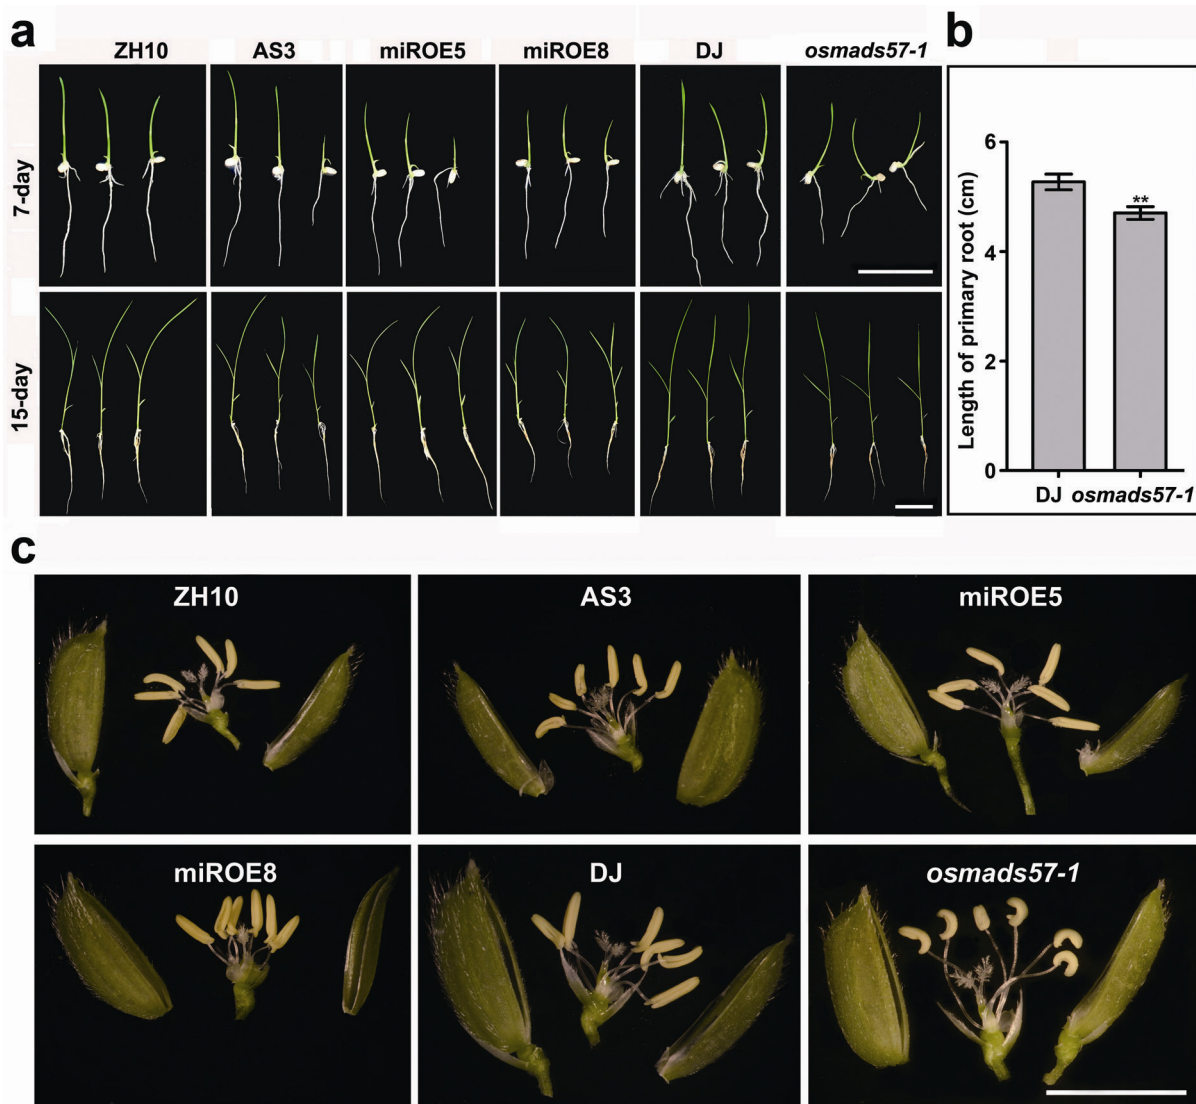 a
ZH10
AS3
miROE5
miROE8
DJ
osmads57-1
7-day
15-day
b
Length of primary root (cm)
6
4
2
0
**
DJ
osmads57-1
c
ZH10
AS3
miROE5
miROE8
DJ
osmads57-1